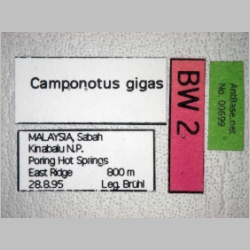 Camponotus gigas
MALAYSIA, Sabah
Kinabalu N.P.
Poring Hot Springs
East Ridge 800 m
28.8.95 Leg. Brühl
BW 2
AntBase.net
No. 00699